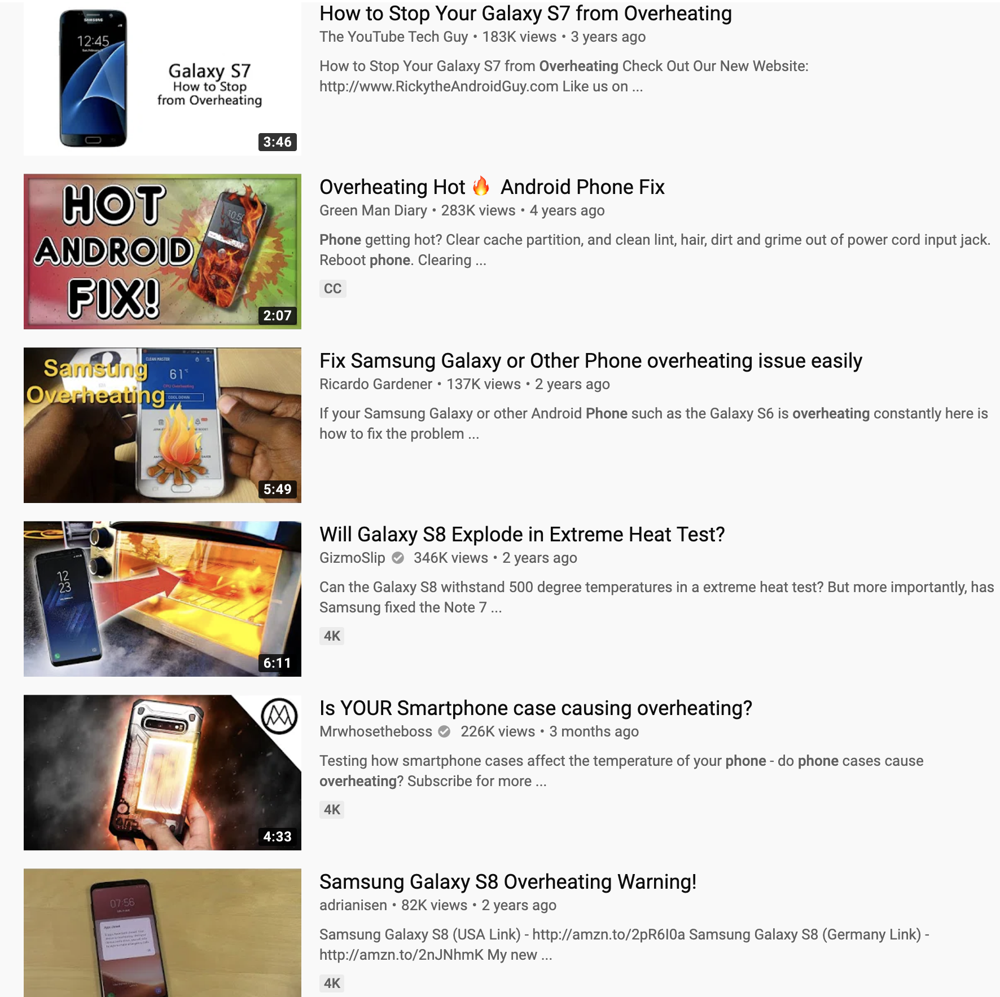 SAMSUNG
12:45
Galaxy S7
How to Stop
from Overheating
3:46
How to Stop Your Galaxy S7 from Overheating
The YouTube Tech Guy • 183K views • 3 years ago
How to Stop Your Galaxy S7 from Overheating Check Out Our New Website:
http://www.RickytheAndroidGuy.com Like us on ...
HOT
ANDROID
FIX!
10:50
2:07
Overheating Hot 🔥 Android Phone Fix
Green Man Diary • 283K views • 4 years ago
Phone getting hot? Clear cache partition, and clean lint, hair, dirt and grime out of power cord input jack.
Reboot phone. Clearing ...
CC
Samsung
Overheating
CLEAN MASTER
61°
CPU Overheating
COOL DOWN
5:49
Fix Samsung Galaxy or Other Phone overheating issue easily
Ricardo Gardener • 137K views • 2 years ago
If your Samsung Galaxy or other Android Phone such as the Galaxy S6 is overheating constantly here is
how to fix the problem ...
12
23
6:11
Will Galaxy S8 Explode in Extreme Heat Test?
GizmoSlip 346K views • 2 years ago
Can the Galaxy S8 withstand 500 degree temperatures in a extreme heat test? But more importantly, has
Samsung fixed the Note 7 ...
4K
4:33
Is YOUR Smartphone case causing overheating?
Mrwhosetheboss 226K views • 3 months ago
Testing how smartphone cases affect the temperature of your phone - do phone cases cause
overheating? Subscribe for more ...
4K
07:56
Samsung Galaxy S8 Overheating Warning!
adrianisen • 82K views • 2 years ago
Samsung Galaxy S8 (USA Link) - http://amzn.to/2pR6l0a Samsung Galaxy S8 (Germany Link) -
http://amzn.to/2nJNhmK My new ...
4K